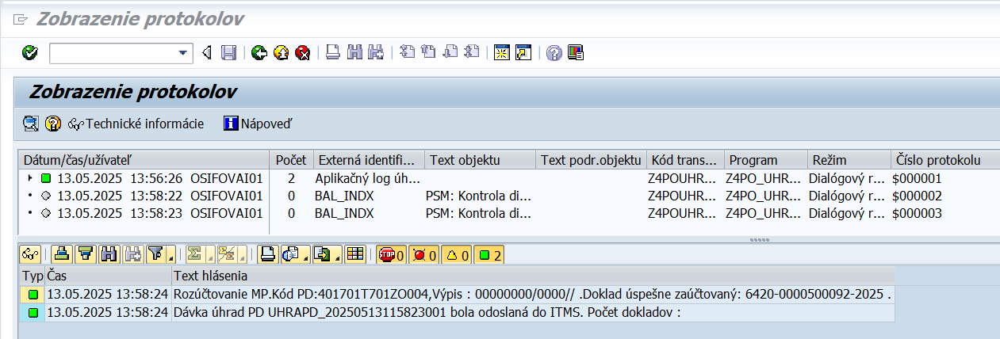 Zobrazenie protokolov
Zobrazenie protokolov
Technické informácie Nápoveď
Dátum/čas/užívateľ Počet Externá identifi... Text objektu Text podr.objektu Kód trans... Program Režim Číslo protokolu
13.05.2025 13:56:26 OSIFOVAI01 2 Aplikačný log úh... Z4POUHR... Z4PO_UHR... Dialógový r... $000001
13.05.2025 13:58:22 OSIFOVAI01 0 BAL_INDX PSM: Kontrola di... Z4POUHR... Z4PO_UHR... Dialógový r... $000002
13.05.2025 13:58:23 OSIFOVAI01 0 BAL_INDX PSM: Kontrola di... Z4POUHR... Z4PO_UHR... Dialógový r... $000003
STOP 0 0 0 2
Typ Čas Text hlásenia
13.05.2025 13:58:24 Rozúčtovanie MP.Kód PD:401701T701ZO004,Výpis : 00000000/0000// .Doklad úspešne zaúčtovaný: 6420-0000500092-2025 .
13.05.2025 13:58:24 Dávka úhrad PD UHRAPD_20250513115823001 bola odoslaná do ITMS. Počet dokladov :